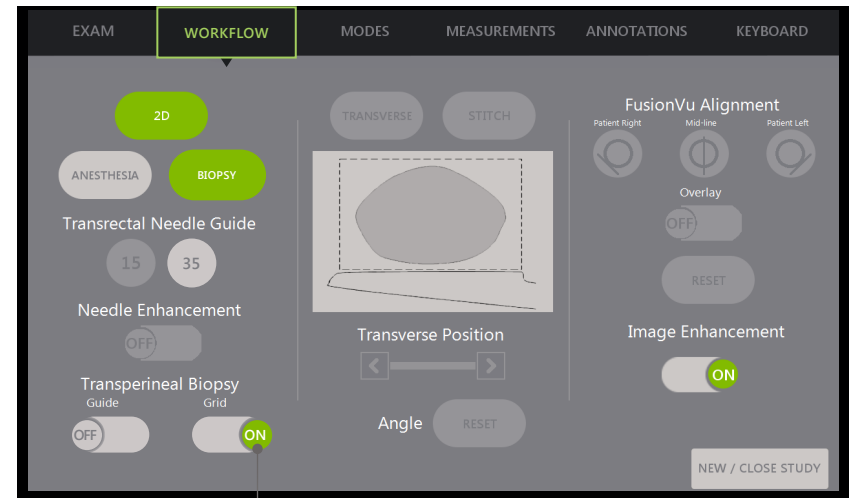 EXAM
WORKFLOW
MODES
MEASUREMENTS
ANNOTATIONS
KEYBOARD
2D
ANESTHESIA
BIOPSY
Transrectal Needle Guide
15
35
Needle Enhancement
OFF
Transperineal Biopsy
Guide
Grid
OFF
ON
TRANSVERSE
STITCH
Transverse Position
Angle
RESET
FusionVu Alignment
Patient Right
Mid-line
Patient Left
Overlay
OFF
RESET
Image Enhancement
ON
NEW / CLOSE STUDY